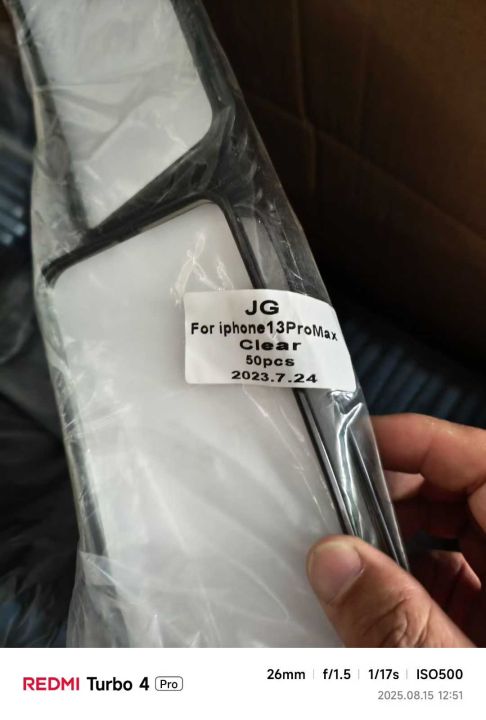 JG
For iphone13ProMax
Clear
50pcs
2023.7.24
REDMI Turbo 4 Pro
26mm f/1.5 1/17s ISO500
2025.08.15 12:51